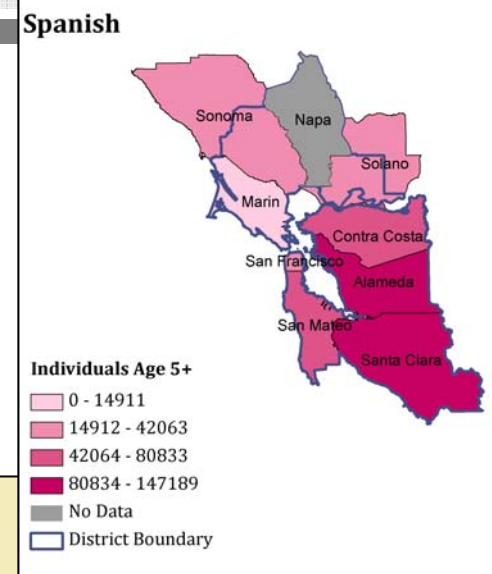 Spanish
Sonoma
Napa
Solano
Marin
Contra Costa
San Francisco
Alameda
San Mateo
Santa Clara
Individuals Age 5+
0 - 14911
14912 - 42063
42064 - 80833
80834 - 147189
No Data
District Boundary